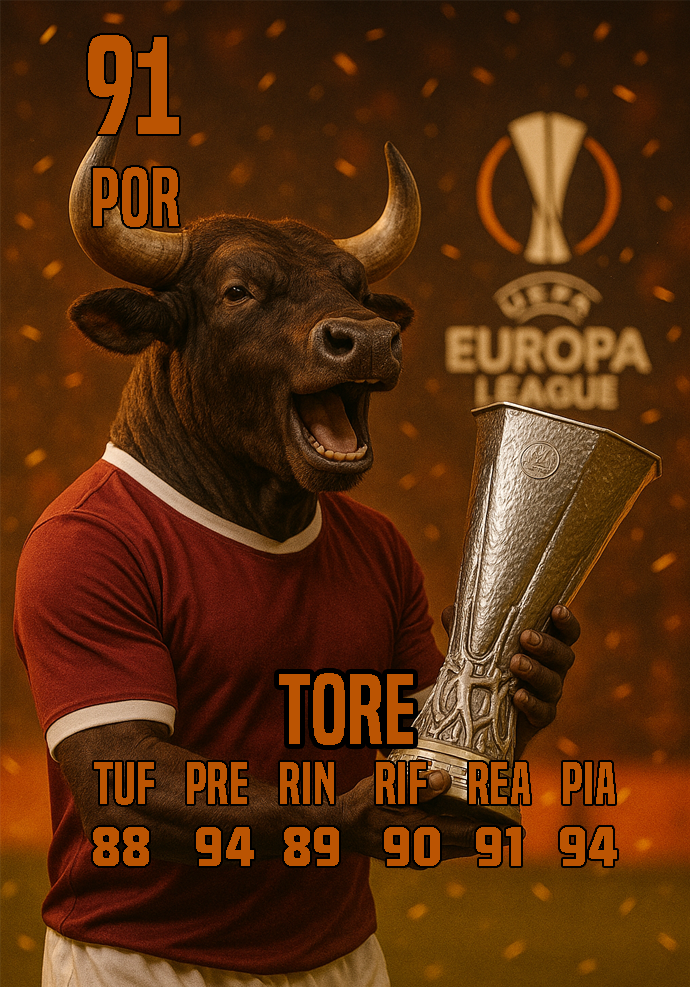 91
POR
UEFA
EUROPA
LEAGUE
TORE
TUF PRE RIN RIF REA PIA
88 94 89 90 91 94